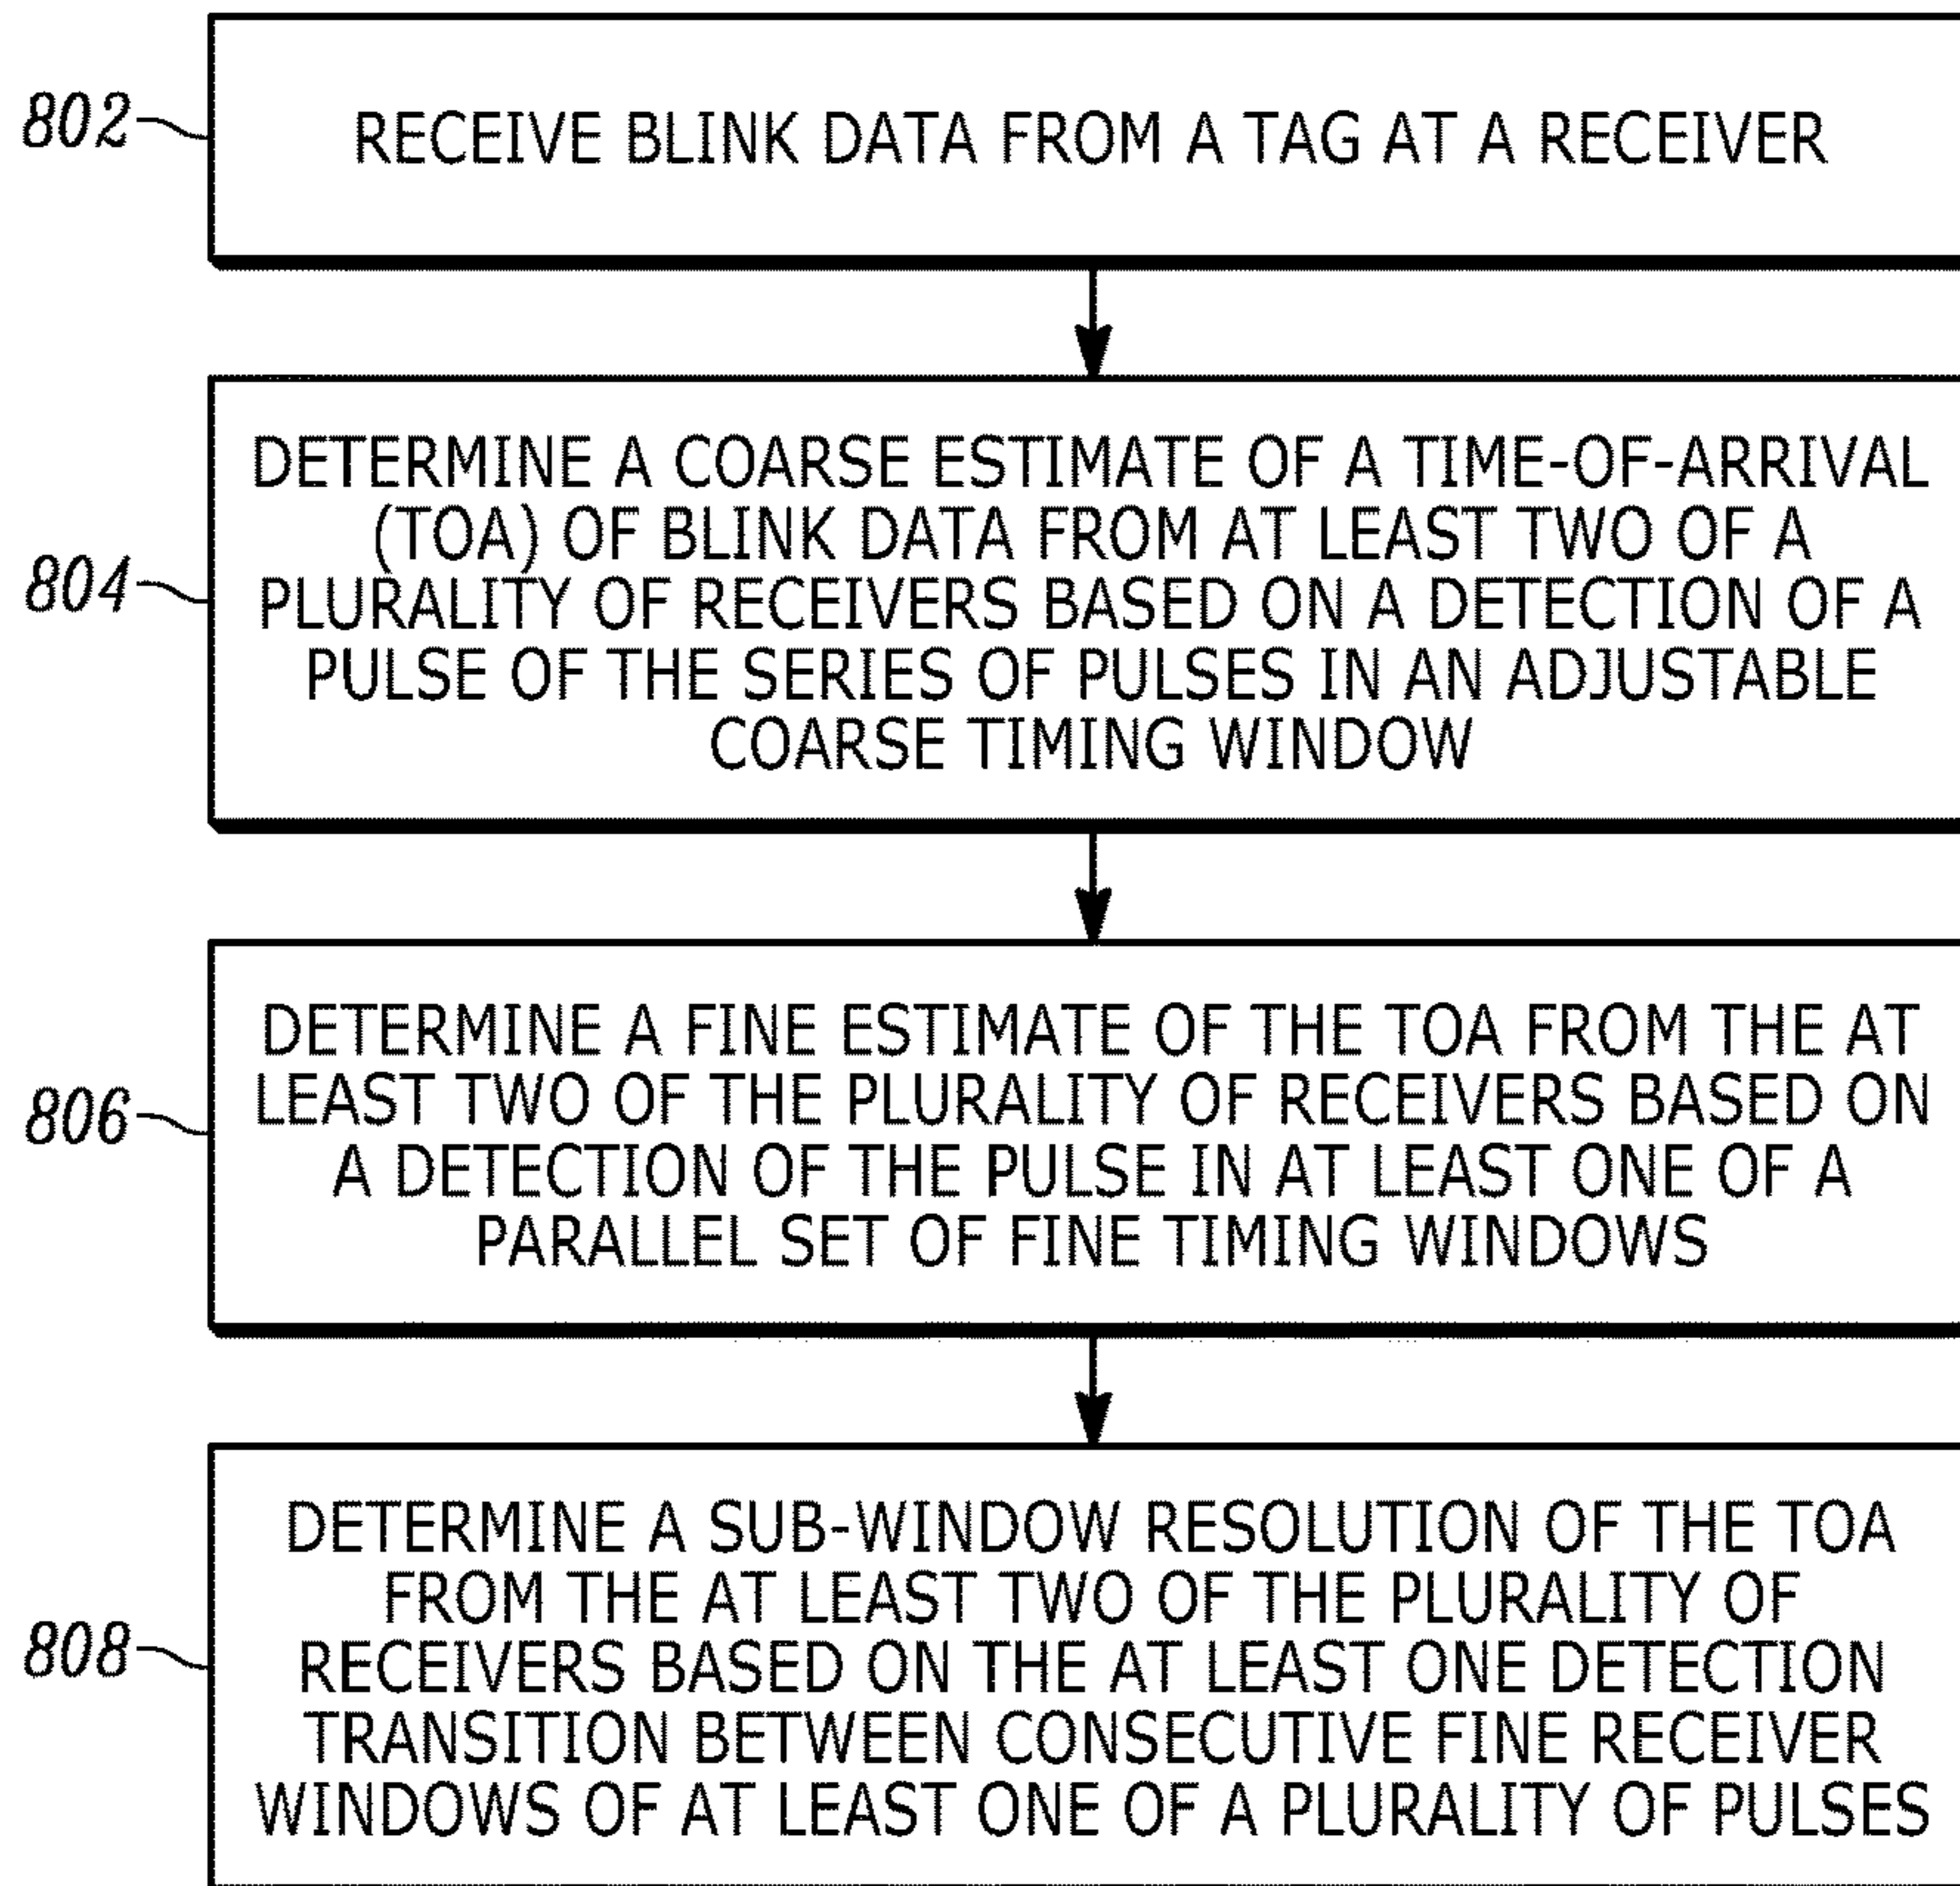 802
RECEIVE BLINK DATA FROM A TAG AT A RECEIVER
804
DETERMINE A COARSE ESTIMATE OF A TIME-OF-ARRIVAL
(TOA) OF BLINK DATA FROM AT LEAST TWO OF A
PLURALITY OF RECEIVERS BASED ON A DETECTION OF A
PULSE OF THE SERIES OF PULSES IN AN ADJUSTABLE
COARSE TIMING WINDOW
806
DETERMINE A FINE ESTIMATE OF THE TOA FROM THE AT
LEAST TWO OF THE PLURALITY OF RECEIVERS BASED ON
A DETECTION OF THE PULSE IN AT LEAST ONE OF A
PARALLEL SET OF FINE TIMING WINDOWS
808
DETERMINE A SUB-WINDOW RESOLUTION OF THE TOA
FROM THE AT LEAST TWO OF THE PLURALITY OF
RECEIVERS BASED ON THE AT LEAST ONE DETECTION
TRANSITION BETWEEN CONSECUTIVE FINE RECEIVER
WINDOWS OF AT LEAST ONE OF A PLURALITY OF PULSES